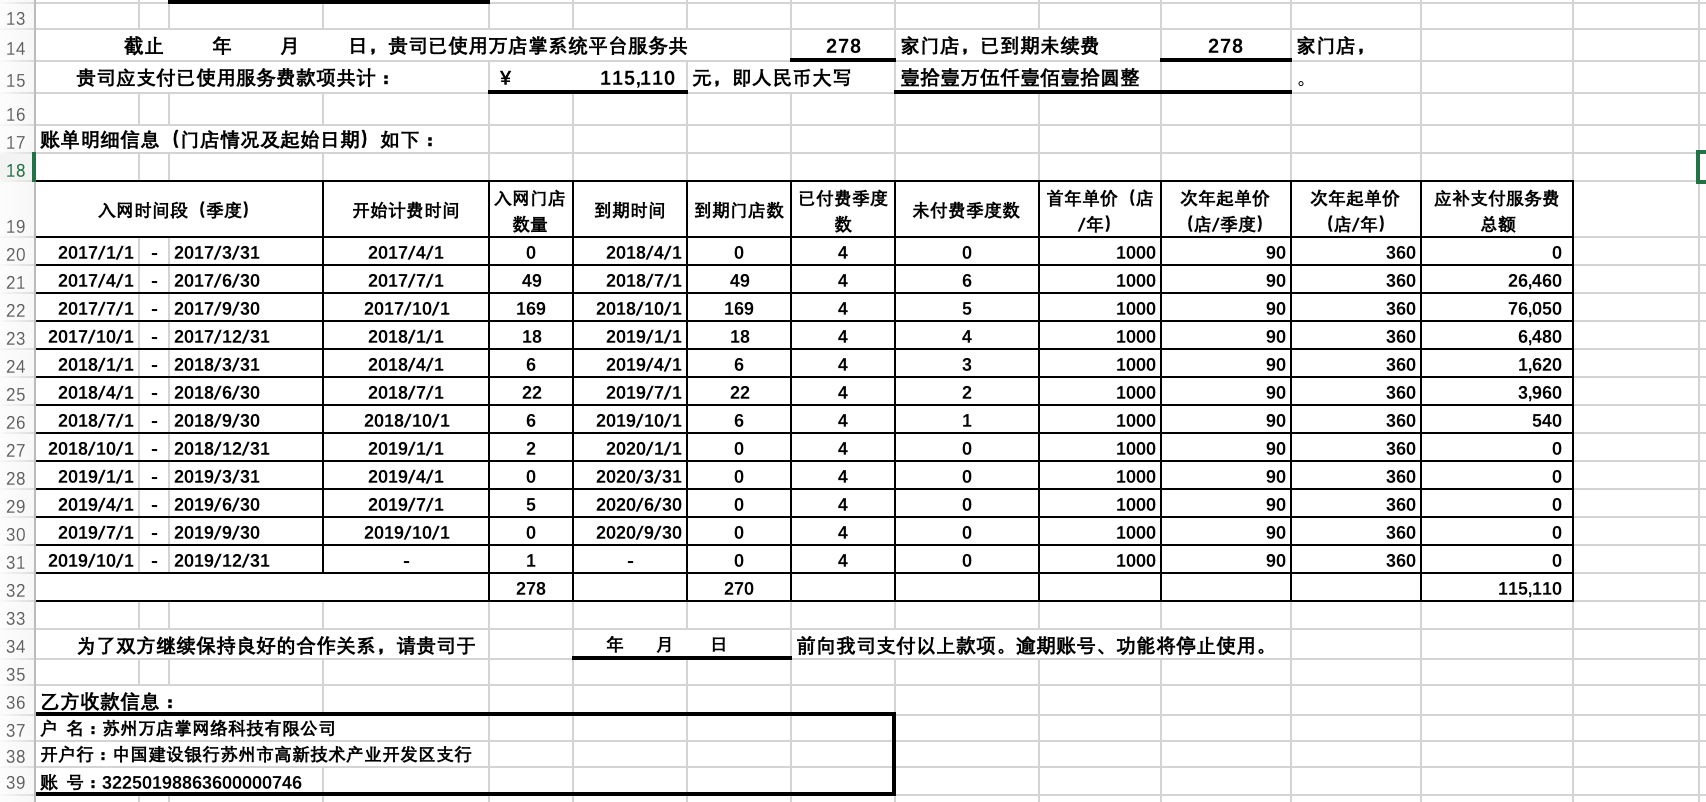 13
14 截止 年 月 日，贵司已使用万店掌系统平台服务共 278 家门店，已到期未续费 278 家门店，
15 贵司应支付已使用服务费款项共计： ¥ 115,110 元，即人民币大写 壹拾壹万伍仟壹佰壹拾圆整 。
16
17 账单明细信息（门店情况及起始日期）如下：
18
19 入网时间段（季度） 开始计费时间 入网门店数量 到期时间 到期门店数 已付费季度数 未付费季度数 首年单价（店/年） 次年起单价（店/季度） 次年起单价（店/年） 应补支付服务费总额
20 2017/1/1 - 2017/3/31 2017/4/1 0 2018/4/1 0 4 0 1000 90 360 0
21 2017/4/1 - 2017/6/30 2017/7/1 49 2018/7/1 49 4 6 1000 90 360 26,460
22 2017/7/1 - 2017/9/30 2017/10/1 169 2018/10/1 169 4 5 1000 90 360 76,050
23 2017/10/1 - 2017/12/31 2018/1/1 18 2019/1/1 18 4 4 1000 90 360 6,480
24 2018/1/1 - 2018/3/31 2018/4/1 6 2019/4/1 6 4 3 1000 90 360 1,620
25 2018/4/1 - 2018/6/30 2018/7/1 22 2019/7/1 22 4 2 1000 90 360 3,960
26 2018/7/1 - 2018/9/30 2018/10/1 6 2019/10/1 6 4 1 1000 90 360 540
27 2018/10/1 - 2018/12/31 2019/1/1 2 2020/1/1 0 4 0 1000 90 360 0
28 2019/1/1 - 2019/3/31 2019/4/1 0 2020/3/31 0 4 0 1000 90 360 0
29 2019/4/1 - 2019/6/30 2019/7/1 5 2020/6/30 0 4 0 1000 90 360 0
30 2019/7/1 - 2019/9/30 2019/10/1 0 2020/9/30 0 4 0 1000 90 360 0
31 2019/10/1 - 2019/12/31 - 1 - 0 4 0 1000 90 360 0
32 278 270 115,110
33
34 为了双方继续保持良好的合作关系，请贵司于 年 月 日 前向我司支付以上款项。逾期账号、功能将停止使用。
35
36 乙方收款信息：
37 户 名：苏州万店掌网络科技有限公司
38 开户行：中国建设银行苏州市高新技术产业开发区支行
39 账 号：32250198863600000746